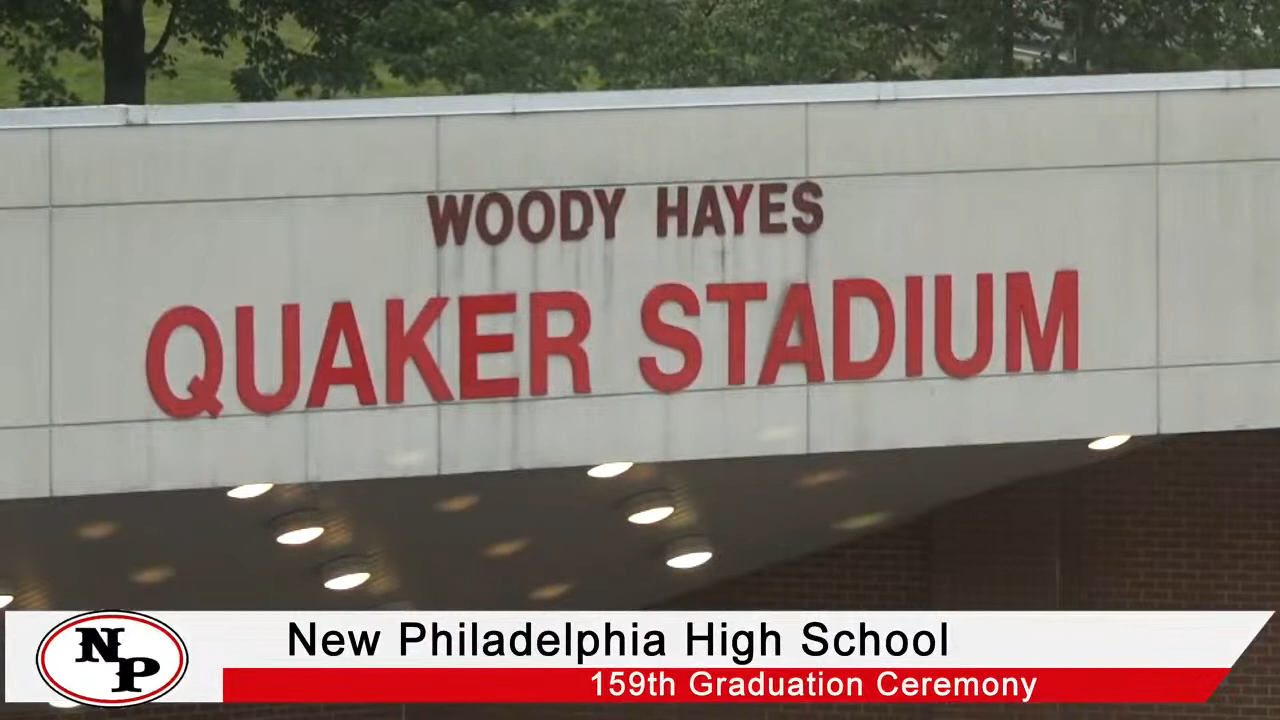 WOODY HAYES
QUAKER STADIUM
NP
New Philadelphia High School
159th Graduation Ceremony